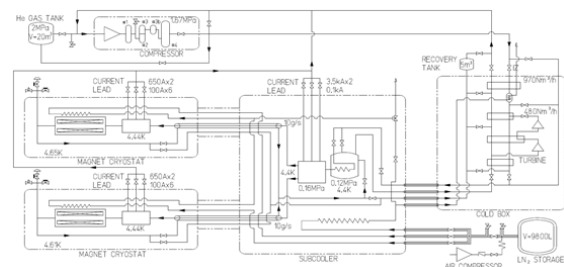 He GAS TANK
2MPa
V=20m³
1.67MPa
COMPRESSOR
CURRENT
LEAD
650Ax2
100Ax6
4.44K
4.65K
MAGNET CRYOSTAT
10g/s
CURRENT
LEAD
3.5kAx2
0.1kA
4.4K
0.16MPa
0.12MPa
4.4K
RECOVERY
TANK
5m³
970Nm³/h
480Nm³/h
TURBINE
CURRENT
LEAD
650Ax2
100Ax6
4.44K
4.61K
MAGNET CRYOSTAT
10g/s
SUBCOOLER
COLD BOX
V=9800L
AIR COMPRESSOR
LN₂ STORAGE